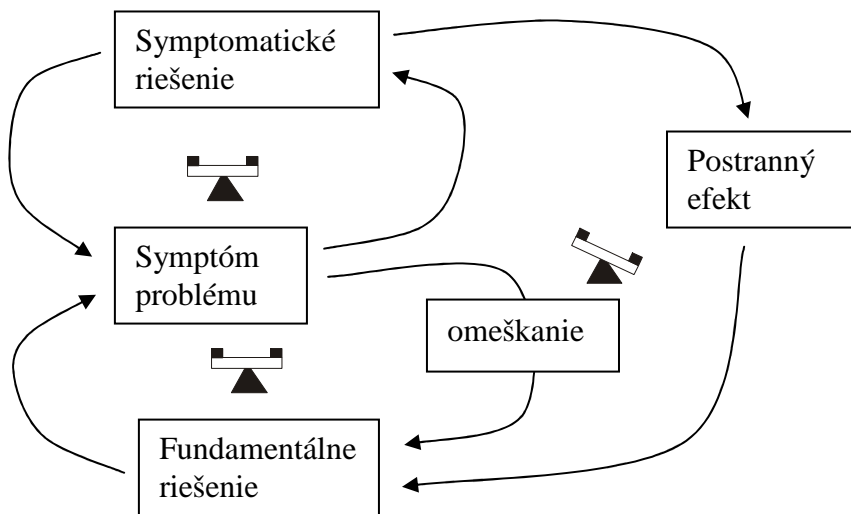 Symptomatické
riešenie
Postranný
efekt
Symptóm
problému
omeškanie
Fundamentálne
riešenie